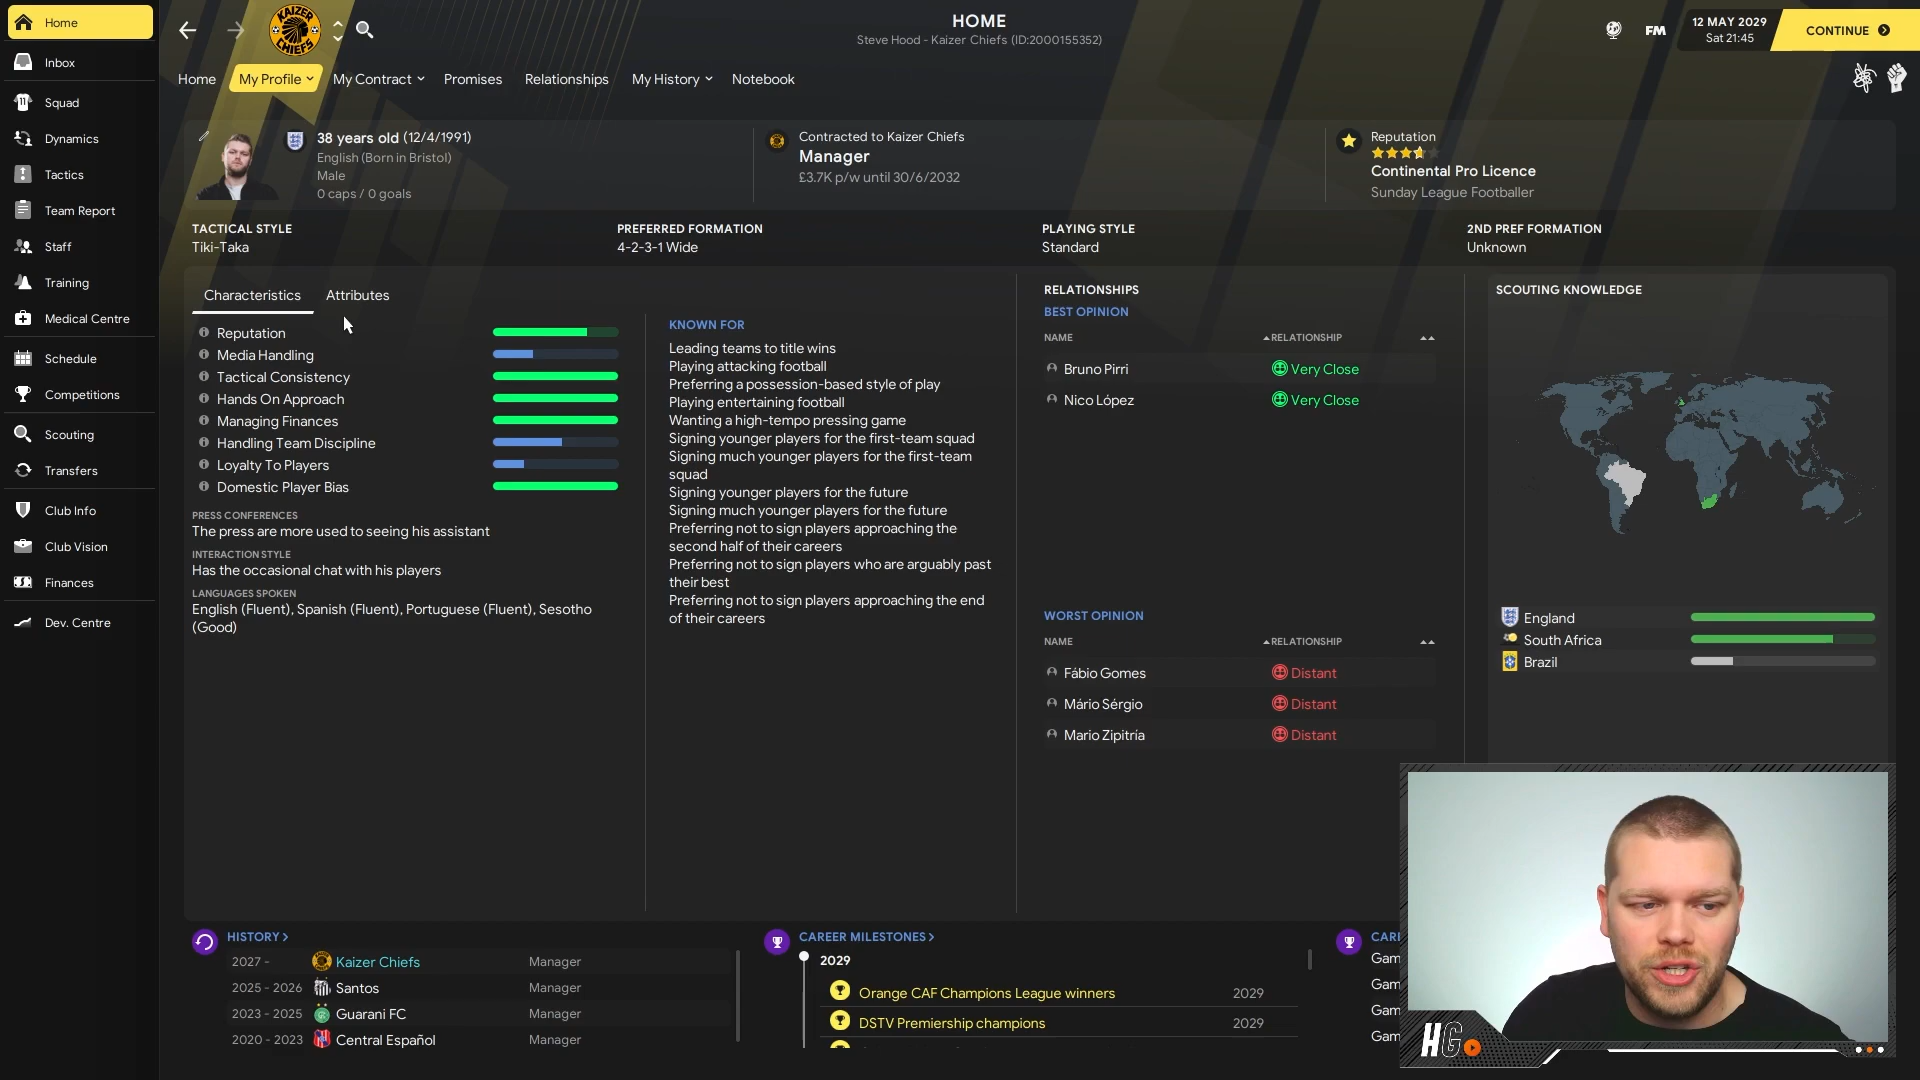 Home
Inbox
Squad
Dynamics
Tactics
Team Report
Staff
Training
Medical Centre
Schedule
Competitions
Scouting
Transfers
Club Info
Club Vision
Finances
Dev. Centre
KAIZER
CHIEFS
HOME
Steve Hood - Kaizer Chiefs (ID:2000155352)
FM
12 MAY 2029
Sat 21:45
CONTINUE
Home
My Profile
My Contract
Promises
Relationships
My History
Notebook
38 years old (12/4/1991)
English (Born in Bristol)
Male
0 caps / 0 goals
Contracted to Kaizer Chiefs
Manager
£3.7K p/w until 30/6/2032
Reputation
Continental Pro Licence
Sunday League Footballer
TACTICAL STYLE
Tiki-Taka
PREFERRED FORMATION
4-2-3-1 Wide
PLAYING STYLE
Standard
2ND PREF FORMATION
Unknown
Characteristics
Attributes
Reputation
Media Handling
Tactical Consistency
Hands On Approach
Managing Finances
Handling Team Discipline
Loyalty To Players
Domestic Player Bias
PRESS CONFERENCES
The press are more used to seeing his assistant
INTERACTION STYLE
Has the occasional chat with his players
LANGUAGES SPOKEN
English (Fluent), Spanish (Fluent), Portuguese (Fluent), Sesotho
(Good)
KNOWN FOR
Leading teams to title wins
Playing attacking football
Preferring a possession-based style of play
Playing entertaining football
Wanting a high-tempo pressing game
Signing younger players for the first-team squad
Signing much younger players for the first-team
squad
Signing younger players for the future
Signing much younger players for the future
Preferring not to sign players approaching the
second half of their careers
Preferring not to sign players who are arguably past
their best
Preferring not to sign players approaching the end
of their careers
RELATIONSHIPS
BEST OPINION
NAME RELATIONSHIP
Bruno Pirri Very Close
Nico López Very Close
WORST OPINION
NAME RELATIONSHIP
Fábio Gomes Distant
Mário Sérgio Distant
Mario Zipitría Distant
SCOUTING KNOWLEDGE
England
South Africa
Brazil
HISTORY
2027 - Kaizer Chiefs Manager
2025 - 2026 Santos Manager
2023 - 2025 Guarani FC Manager
2020 - 2023 Central Español Manager
CAREER MILESTONES
2029
Orange CAF Champions League winners 2029
DSTV Premiership champions 2029
CARE
Gam
Gam
Gam
Gam
HG